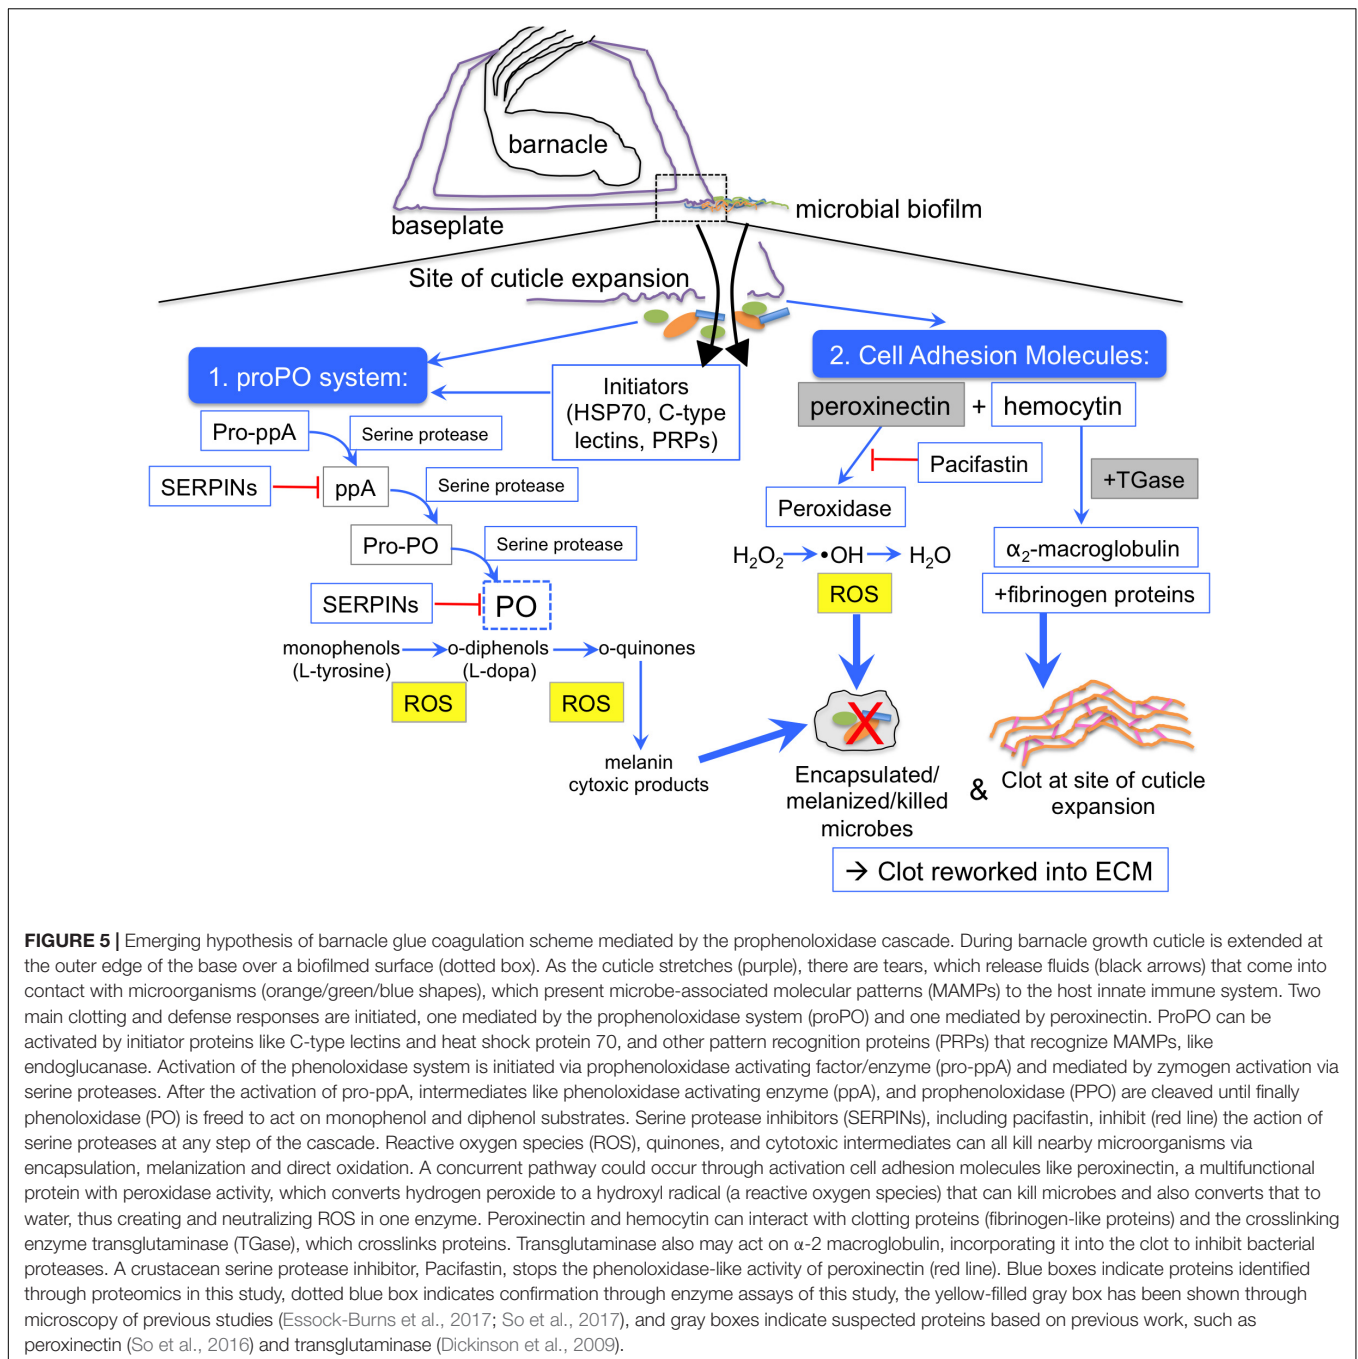 barnacle
baseplate
microbial biofilm
Site of cuticle expansion
1. proPO system:
2. Cell Adhesion Molecules:
Initiators
(HSP70, C-type
lectins, PRPs)
Pro-ppA
Serine protease
SERPINs
ppA
Serine protease
Pro-PO
Serine protease
SERPINs
PO
monophenols
(L-tyrosine)
o-diphenols
(L-dopa)
o-quinones
ROS
ROS
melanin
cytoxic products
peroxinectin + hemocytin
Pacifastin
+TGase
Peroxidase
H₂O₂ •OH H₂O
ROS
α₂-macroglobulin
+fibrinogen proteins
X
Encapsulated/
melanized/killed
microbes
&
Clot at site of cuticle
expansion
→ Clot reworked into ECM
FIGURE 5 | Emerging hypothesis of barnacle glue coagulation scheme mediated by the prophenoloxidase cascade. During barnacle growth cuticle is extended at
the outer edge of the base over a biofilmed surface (dotted box). As the cuticle stretches (purple), there are tears, which release fluids (black arrows) that come into
contact with microorganisms (orange/green/blue shapes), which present microbe-associated molecular patterns (MAMPs) to the host innate immune system. Two
main clotting and defense responses are initiated, one mediated by the prophenoloxidase system (proPO) and one mediated by peroxinectin. ProPO can be
activated by initiator proteins like C-type lectins and heat shock protein 70, and other pattern recognition proteins (PRPs) that recognize MAMPs, like
endoglucanase. Activation of the phenoloxidase system is initiated via prophenoloxidase activating factor/enzyme (pro-ppA) and mediated by zymogen activation via
serine proteases. After the activation of pro-ppA, intermediates like phenoloxidase activating enzyme (ppA), and prophenoloxidase (PPO) are cleaved until finally
phenoloxidase (PO) is freed to act on monophenol and diphenol substrates. Serine protease inhibitors (SERPINs), including pacifastin, inhibit (red line) the action of
serine proteases at any step of the cascade. Reactive oxygen species (ROS), quinones, and cytotoxic intermediates can all kill nearby microorganisms via
encapsulation, melanization and direct oxidation. A concurrent pathway could occur through activation cell adhesion molecules like peroxinectin, a multifunctional
protein with peroxidase activity, which converts hydrogen peroxide to a hydroxyl radical (a reactive oxygen species) that can kill microbes and also converts that to
water, thus creating and neutralizing ROS in one enzyme. Peroxinectin and hemocytin can interact with clotting proteins (fibrinogen-like proteins) and the crosslinking
enzyme transglutaminase (TGase), which crosslinks proteins. Transglutaminase also may act on α-2 macroglobulin, incorporating it into the clot to inhibit bacterial
proteases. A crustacean serine protease inhibitor, Pacifastin, stops the phenoloxidase-like activity of peroxinectin (red line). Blue boxes indicate proteins identified
through proteomics in this study, dotted blue box indicates confirmation through enzyme assays of this study, the yellow-filled gray box has been shown through
microscopy of previous studies (Essock-Burns et al., 2017; So et al., 2017), and gray boxes indicate suspected proteins based on previous work, such as
peroxinectin (So et al., 2016) and transglutaminase (Dickinson et al., 2009).